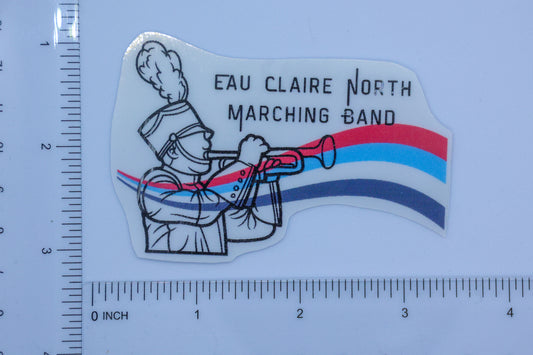 EAU CLAIRE NORTH
MARCHING BAND
1
2
3
0 INCH 1 2 3 4